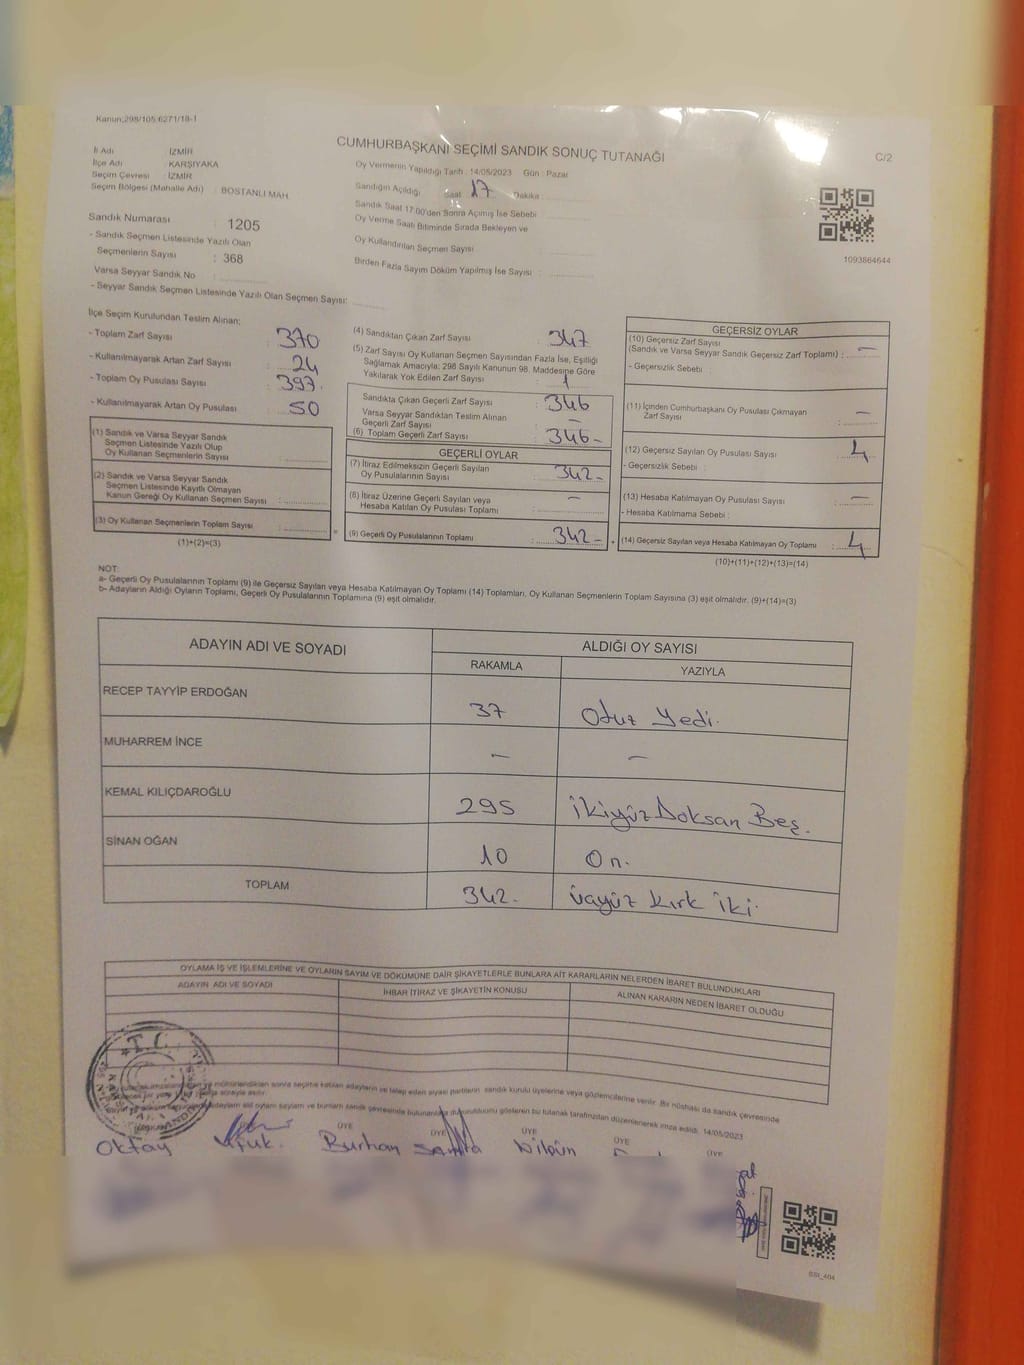 Kanun:298/105 6271/18-1
CUMHURBAŞKANI SEÇİMİ SANDIK SONUÇ TUTANAĞI
C/2
İl Adı : İZMİR
İlçe Adı : KARŞIYAKA
Seçim Çevresi : İZMİR
Seçim Bölgesi (Mahalle Adı) : BOSTANLI MAH.
Sandık Numarası : 1205
- Sandık Seçmen Listesinde Yazılı Olan
Seçmenlerin Sayısı : 368
Varsa Seyyar Sandık No :
- Seyyar Sandık Seçmen Listesinde Yazılı Olan Seçmen Sayısı:
Oy Vermenin Yapıldığı Tarih : 14/05/2023 Gün : Pazar
Sandığın Açıldığı Saat 17 Dakika
Sandık Saat 17:00'den Sonra Açılmış İse Sebebi
Oy Verme Saati Bitiminde Sırada Bekleyen ve
Oy Kullandırılan Seçmen Sayısı
Birden Fazla Sayım Döküm Yapılmış İse Sayısı :
1093864644
İlçe Seçim Kurulundan Teslim Alınan;
- Toplam Zarf Sayısı : 370
- Kullanılmayarak Artan Zarf Sayısı : 24
- Toplam Oy Pusulası Sayısı : 397.
- Kullanılmayarak Artan Oy Pusulası : 50
(1) Sandık ve Varsa Seyyar Sandık
Seçmen Listesinde Yazılı Olup
Oy Kullanan Seçmenlerin Sayısı :
(2) Sandık ve Varsa Seyyar Sandık
Seçmen Listesinde Kayıtlı Olmayan
Kanun Gereği Oy Kullanan Seçmen Sayısı :
(3) Oy Kullanan Seçmenlerin Toplam Sayısı :
(1)+(2)=(3)
(4) Sandıktan Çıkan Zarf Sayısı : 347
(5) Zarf Sayısı Oy Kullanan Seçmen Sayısından Fazla İse, Eşitliği
Sağlamak Amacıyla; 298 Sayılı Kanunun 98. Maddesine Göre
Yakılarak Yok Edilen Zarf Sayısı : 1
Sandıkta Çıkan Geçerli Zarf Sayısı : 346
Varsa Seyyar Sandıktan Teslim Alınan
Geçerli Zarf Sayısı : -
(6) Toplam Geçerli Zarf Sayısı : 346-
GEÇERLİ OYLAR
(7) İtiraz Edilmeksizin Geçerli Sayılan
Oy Pusulalarının Sayısı : 342-
(8) İtiraz Üzerine Geçerli Sayılan veya
Hesaba Katılan Oy Pusulası Toplamı : -
(9) Geçerli Oy Pusulalarının Toplamı : 342-
GEÇERSİZ OYLAR
(10) Geçersiz Zarf Sayısı
(Sandık ve Varsa Seyyar Sandık Geçersiz Zarf Toplamı) : -
- Geçersizlik Sebebi :
(11) İçinden Cumhurbaşkanı Oy Pusulası Çıkmayan
Zarf Sayısı : -
(12) Geçersiz Sayılan Oy Pusulası Sayısı : 4
- Geçersizlik Sebebi :
(13) Hesaba Katılmayan Oy Pusulası Sayısı : -
- Hesaba Katılmama Sebebi :
(14) Geçersiz Sayılan veya Hesaba Katılmayan Oy Toplamı : 4
(10)+(11)+(12)+(13)=(14)
NOT:
a- Geçerli Oy Pusulalarının Toplamı (9) ile Geçersiz Sayılan veya Hesaba Katılmayan Oy Toplamı (14) Toplamları, Oy Kullanan Seçmenlerin Toplam Sayısına (3) eşit olmalıdır. (9)+(14)=(3)
b- Adayların Aldığı Oyların Toplamı, Geçerli Oy Pusulalarının Toplamına (9) eşit olmalıdır.
ADAYIN ADI VE SOYADI
ALDIĞI OY SAYISI
RAKAMLA YAZIYLA
RECEP TAYYİP ERDOĞAN 37 Otuz Yedi.
MUHARREM İNCE - -
KEMAL KILIÇDAROĞLU 295 İkiyüz Doksan Beş.
SİNAN OĞAN 10 On.
TOPLAM 342. üçyüz kırk iki.
OYLAMA İŞ VE İŞLEMLERİNE VE OYLARIN SAYIM VE DÖKÜMÜNE DAİR ŞİKAYETLERLE BUNLARA AİT KARARLARIN NELERDEN İBARET BULUNDUKLARI
ADAYIN ADI VE SOYADI
İHBAR İTİRAZ VE ŞİKAYETİN KONUSU
ALINAN KARARIN NEDEN İBARET OLDUĞU
T.C.
mühürlendikten sonra seçime katılan adayların ve talep eden siyasi partilerin sandık kurulu üyelerine veya gözlemcilerine verilir. Bir nüshası da sandık çevresinde
gösteren bu tutanak tarafımızdan düzenlenerek imza edildi. 14/05/2023
ÜYE ÜYE ÜYE ÜYE ÜYE
Oktay Ufuk. Burhan Nilgün
SSt_404